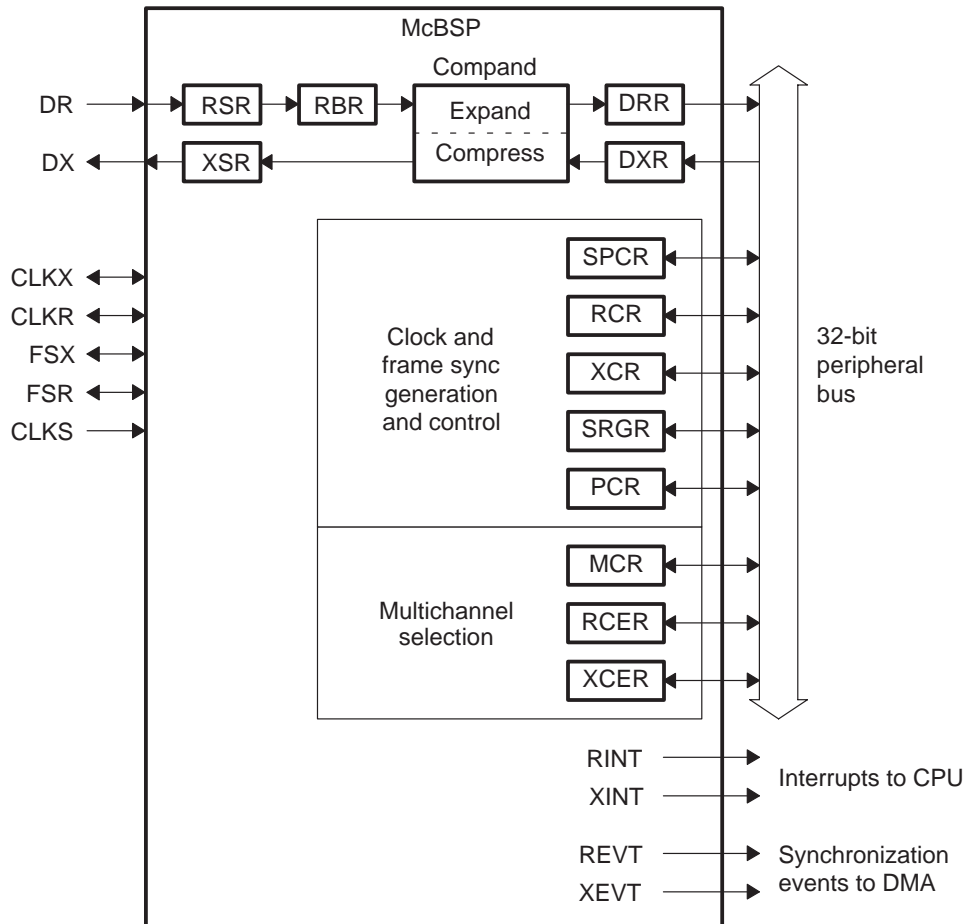 McBSP
Compand
DR
RSR
RBR
Expand
DRR
DX
XSR
Compress
DXR
CLKX
CLKR
FSX
FSR
CLKS
Clock and
frame sync
generation
and control
SPCR
RCR
XCR
SRGR
PCR
32-bit
peripheral
bus
Multichannel
selection
MCR
RCER
XCER
RINT
XINT
Interrupts to CPU
REVT
XEVT
Synchronization
events to DMA